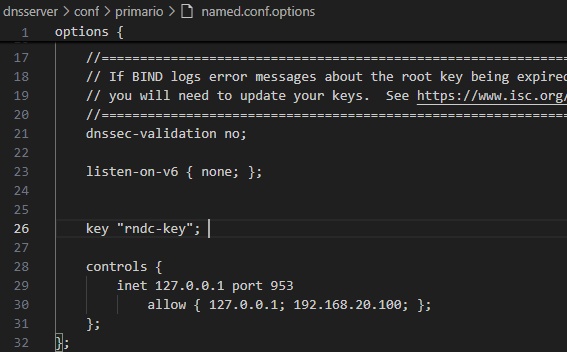 dnsserver > conf > primario > named.conf.options
1 options {
17 //=====================================================
18 // If BIND logs error messages about the root key being expired
19 // you will need to update your keys.  See https://www.isc.org/
20 //=====================================================
21 dnssec-validation no;
22
23 listen-on-v6 { none; };
24
25
26 key "rndc-key";
27
28 controls {
29 inet 127.0.0.1 port 953
30 allow { 127.0.0.1; 192.168.20.100; };
31 };
32 };